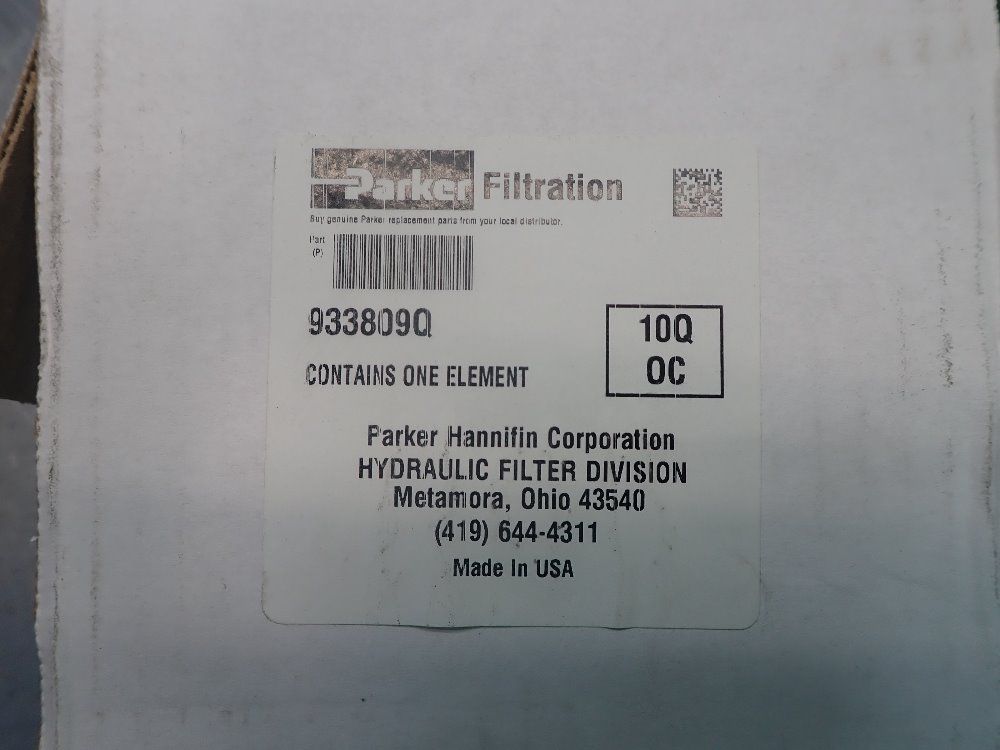 Parker Filtration
Buy genuine Parker replacement parts from your local distributor.
Part
(P)
933809Q
10Q
OC
CONTAINS ONE ELEMENT
Parker Hannifin Corporation
HYDRAULIC FILTER DIVISION
Metamora, Ohio 43540
(419) 644-4311
Made In USA